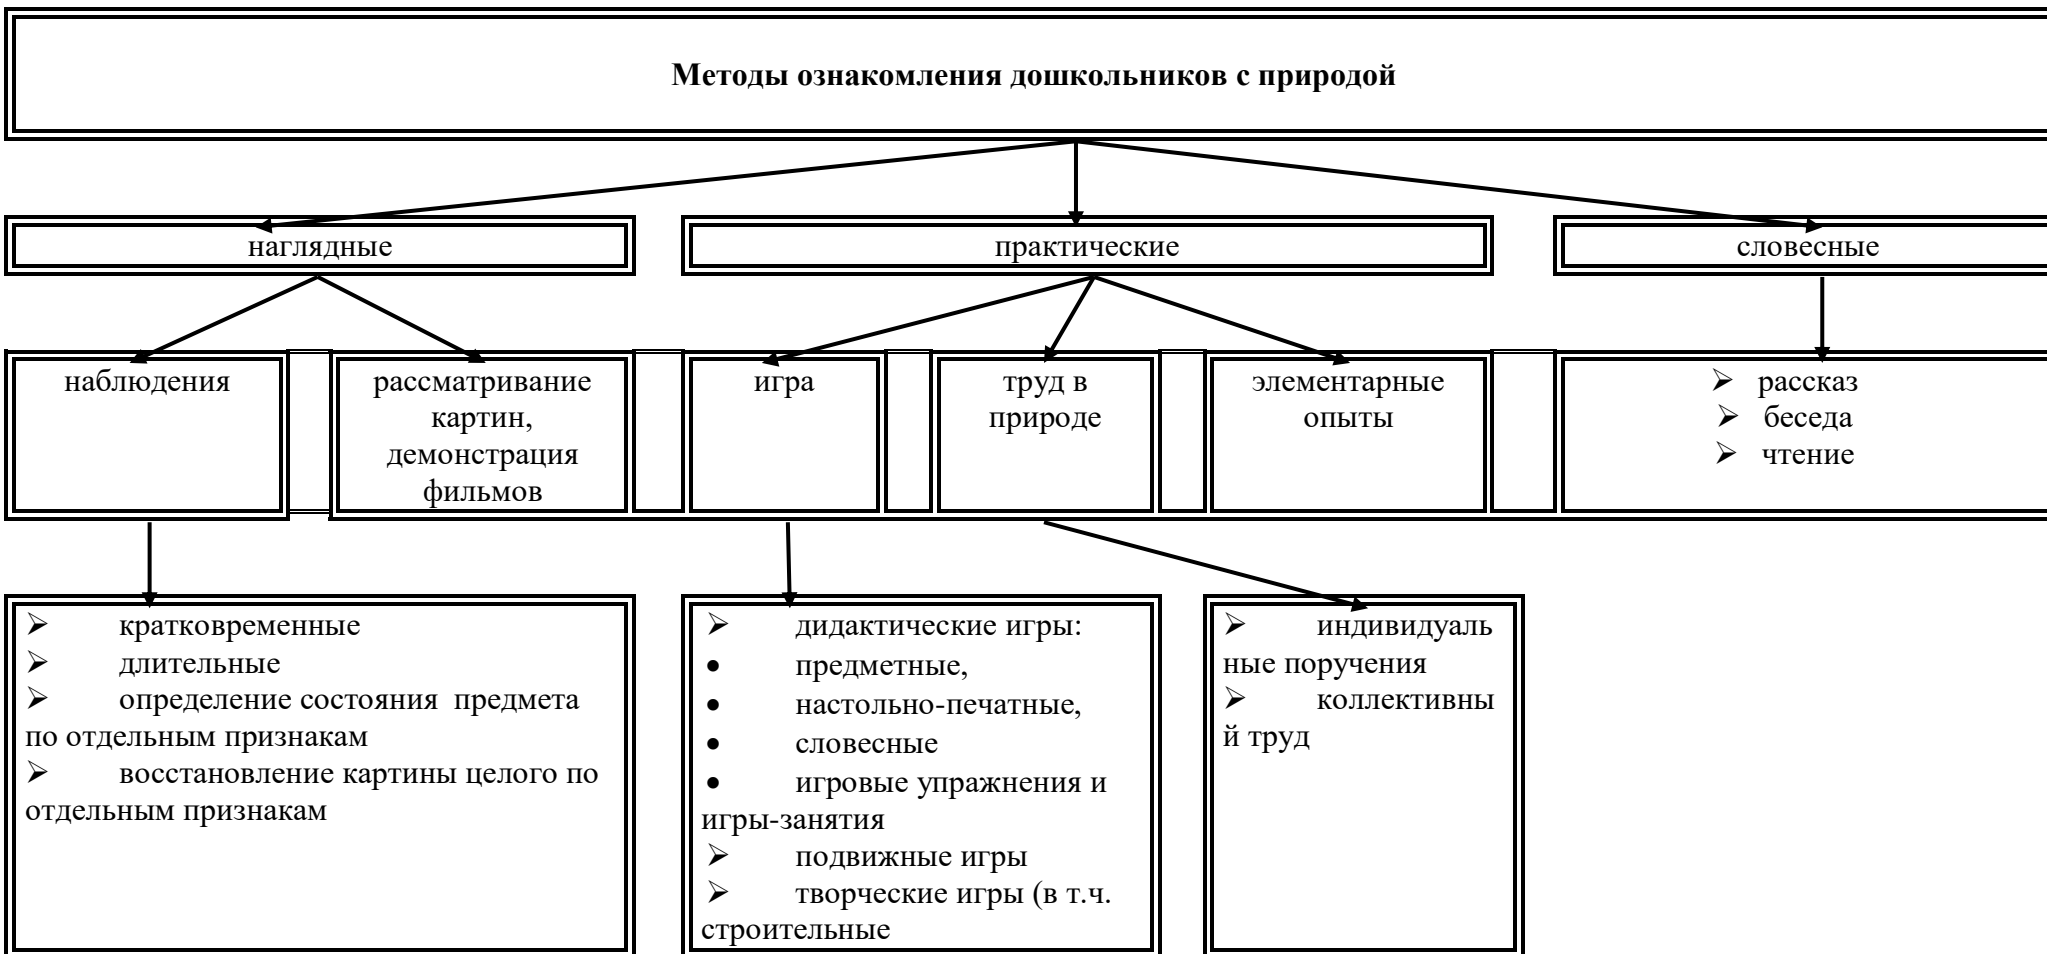 Методы ознакомления дошкольников с природой
наглядные
практические
словесные
наблюдения
рассматривание
картин,
демонстрация
фильмов
игра
труд в
природе
элементарные
опыты
➢ рассказ
➢ беседа
➢ чтение
➢ кратковременные
➢ длительные
➢ определение состояния предмета
по отдельным признакам
➢ восстановление картины целого по
отдельным признакам
➢ дидактические игры:
• предметные,
• настольно-печатные,
• словесные
• игровые упражнения и
игры-занятия
➢ подвижные игры
➢ творческие игры (в т.ч.
строительные
➢ индивидуаль
ные поручения
➢ коллективны
й труд